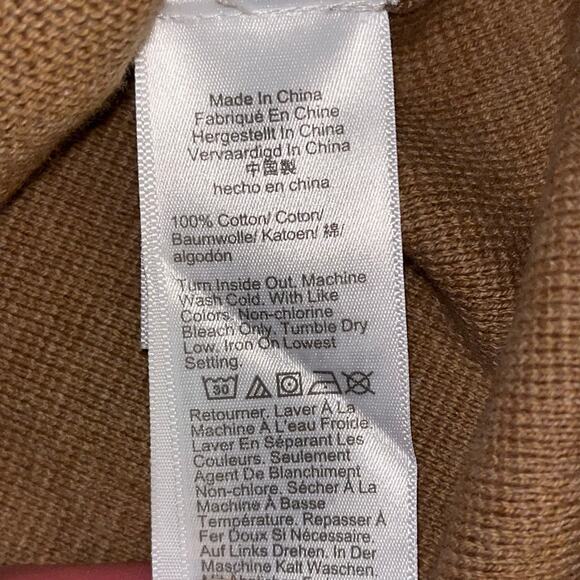 Made In China
Fabriqué En Chine
Hergestellt In China
Vervaardigd In China
中國製
hecho en china
100% Cotton/ Coton/
Baumwolle/ Katoen/ 綿/
algodón
Turn Inside Out. Machine
Wash Cold. With Like
Colors. Non-chlorine
Bleach Only. Tumble Dry
Low. Iron On Lowest
Setting.
30
Retourner. Laver À La
Machine À L'eau Froide.
Laver En Séparant Les
Couleurs. Seulement
Agent De Blanchiment
Non-chlore. Sécher À La
Machine À Basse
Température. Repasser À
Fer Doux Si Nécessaire.
Auf Links Drehen. In Der
Maschine Kalt Waschen.